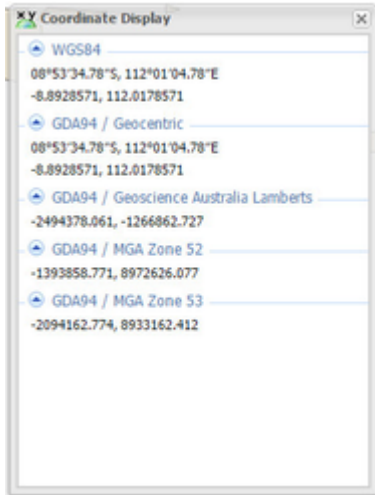 XY Coordinate Display
WGS84
08°53'34.78"S, 112°01'04.78"E
-8.8928571, 112.0178571
GDA94 / Geocentric
08°53'34.78"S, 112°01'04.78"E
-8.8928571, 112.0178571
GDA94 / Geoscience Australia Lamberts
-2494378.061, -1266862.727
GDA94 / MGA Zone 52
-1393858.771, 8972626.077
GDA94 / MGA Zone 53
-2094162.774, 8933162.412